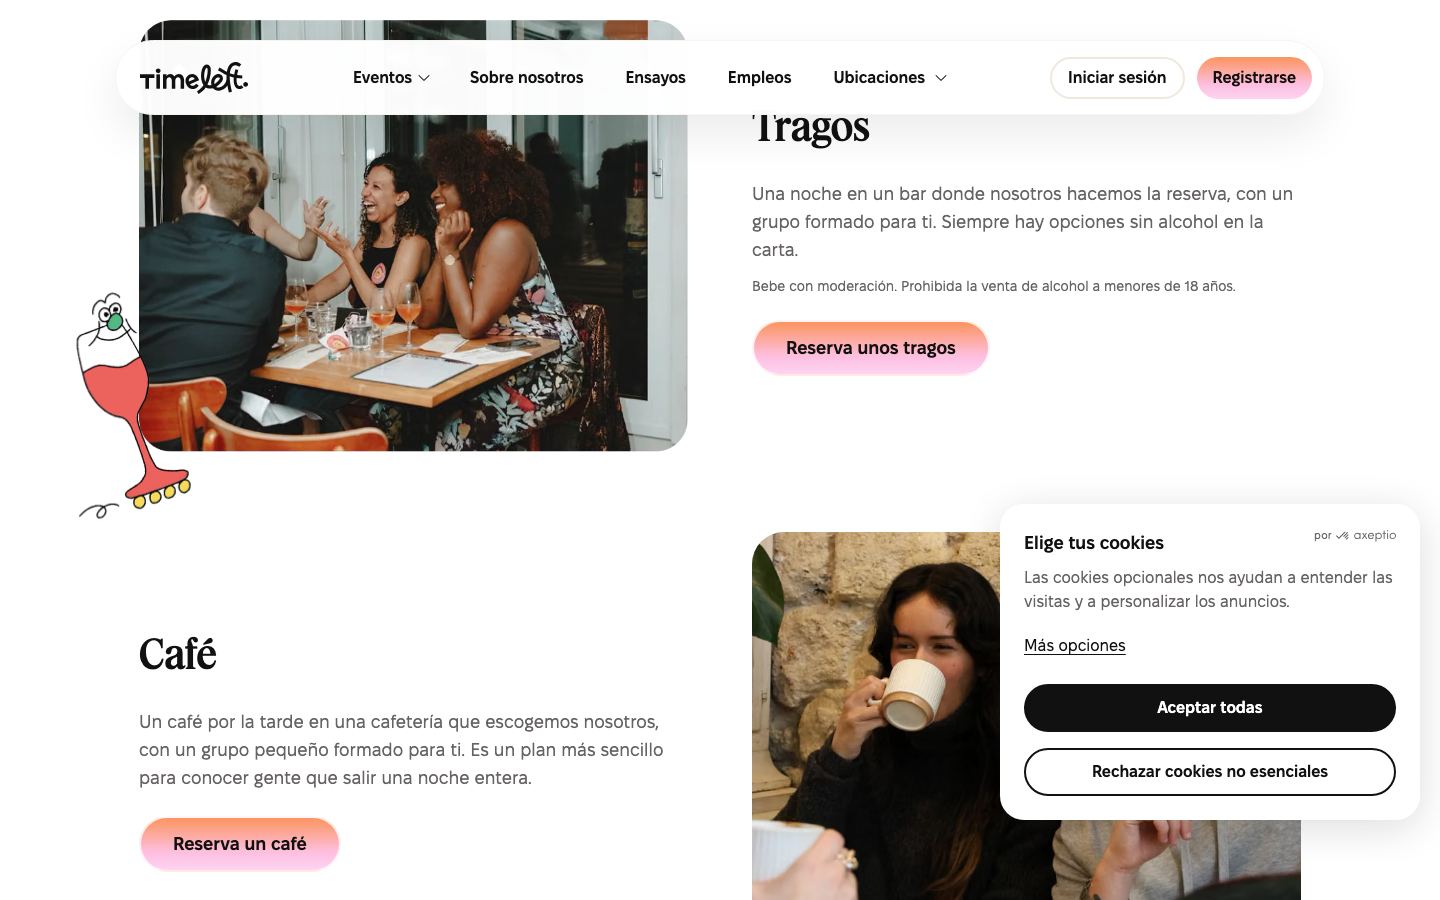 Timeleft.
Eventos
Sobre nosotros
Ensayos
Empleos
Ubicaciones
Iniciar sesión
Registrarse
Tragos
Una noche en un bar donde nosotros hacemos la reserva, con un
grupo formado para ti. Siempre hay opciones sin alcohol en la
carta.
Bebe con moderación. Prohibida la venta de alcohol a menores de 18 años.
Reserva unos tragos
Café
Un café por la tarde en una cafetería que escogemos nosotros,
con un grupo pequeño formado para ti. Es un plan más sencillo
para conocer gente que salir una noche entera.
Reserva un café
Elige tus cookies
por axeptio
Las cookies opcionales nos ayudan a entender las
visitas y a personalizar los anuncios.
Más opciones
Aceptar todas
Rechazar cookies no esenciales